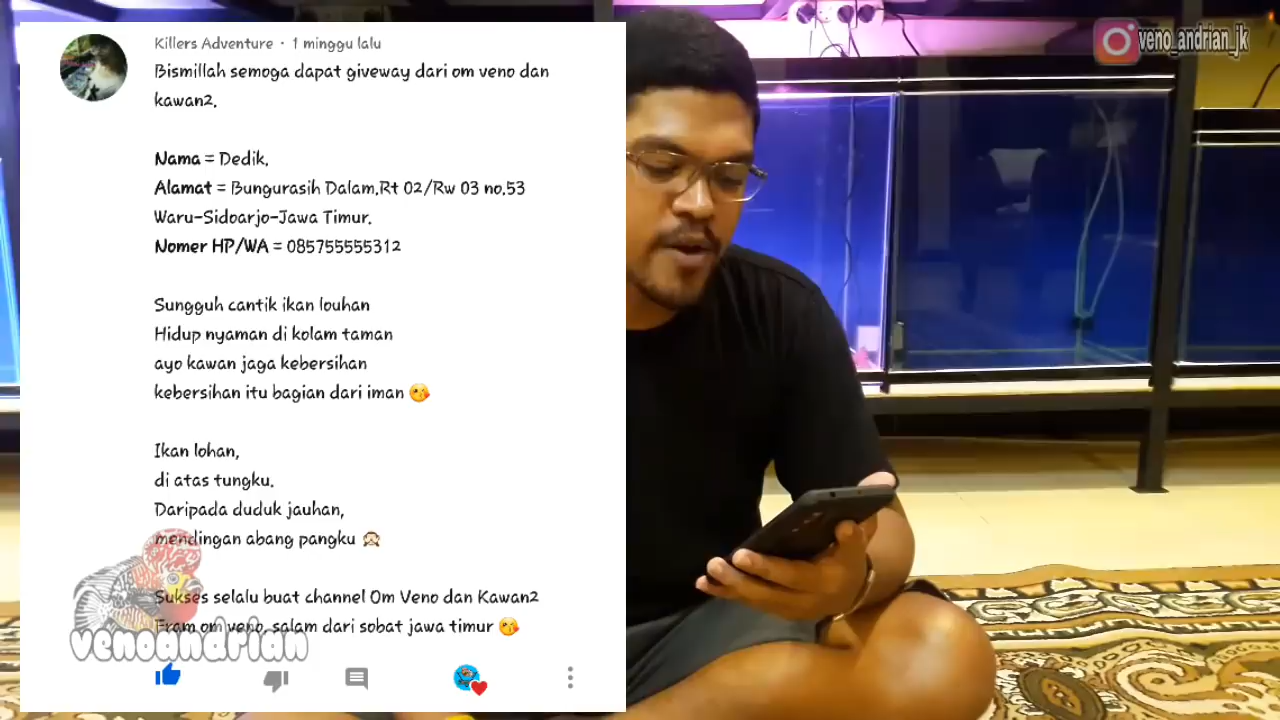 Killers Adventure · 1 minggu lalu
Bismillah semoga dapat giveway dari om veno dan
kawan2.
Nama = Dedik.
Alamat = Bungurasih Dalam.Rt 02/Rw 03 no.53
Waru-Sidoarjo-Jawa Timur.
Nomer HP/WA = 085755555312
Sungguh cantik ikan louhan
Hidup nyaman di kolam taman
ayo kawan jaga kebersihan
kebersihan itu bagian dari iman 😘
Ikan lohan,
di atas tungku.
Daripada duduk jauhan,
mendingan abang pangku 🙊
Sukses selalu buat channel Om Veno dan Kawan2
Eram om veno, salam dari sobat jawa timur 😘
venoandrian
veno_andrian_jk